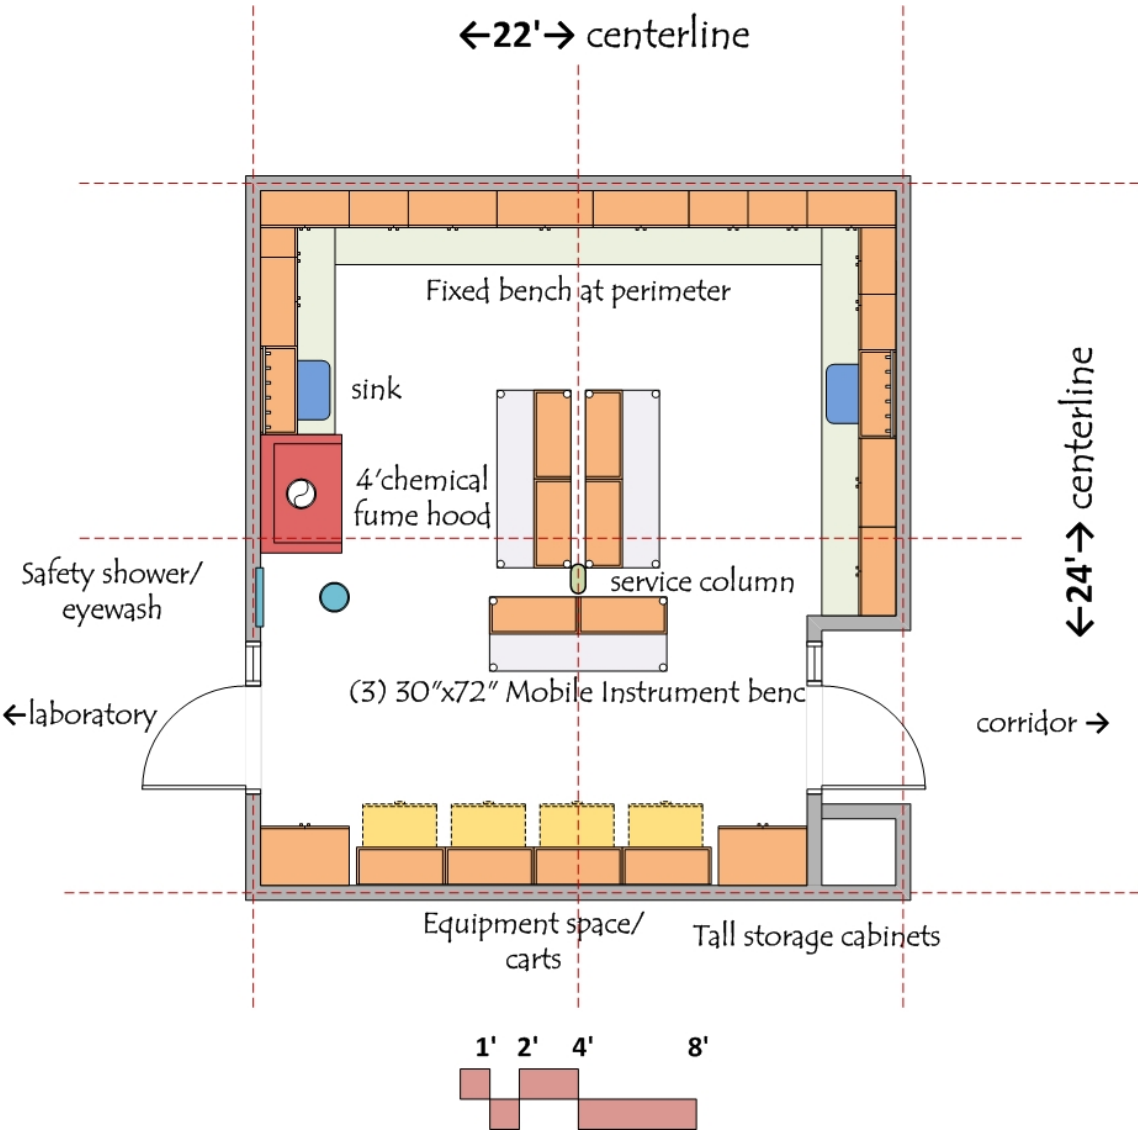 ←22'→ centerline
Fixed bench at perimeter
sink
←24'→ centerline
4'chemical
fume hood
Safety shower/
eyewash
service column
(3) 30"x72" Mobile Instrument benc
←laboratory
corridor →
Equipment space/
carts
Tall storage cabinets
1' 2' 4' 8'